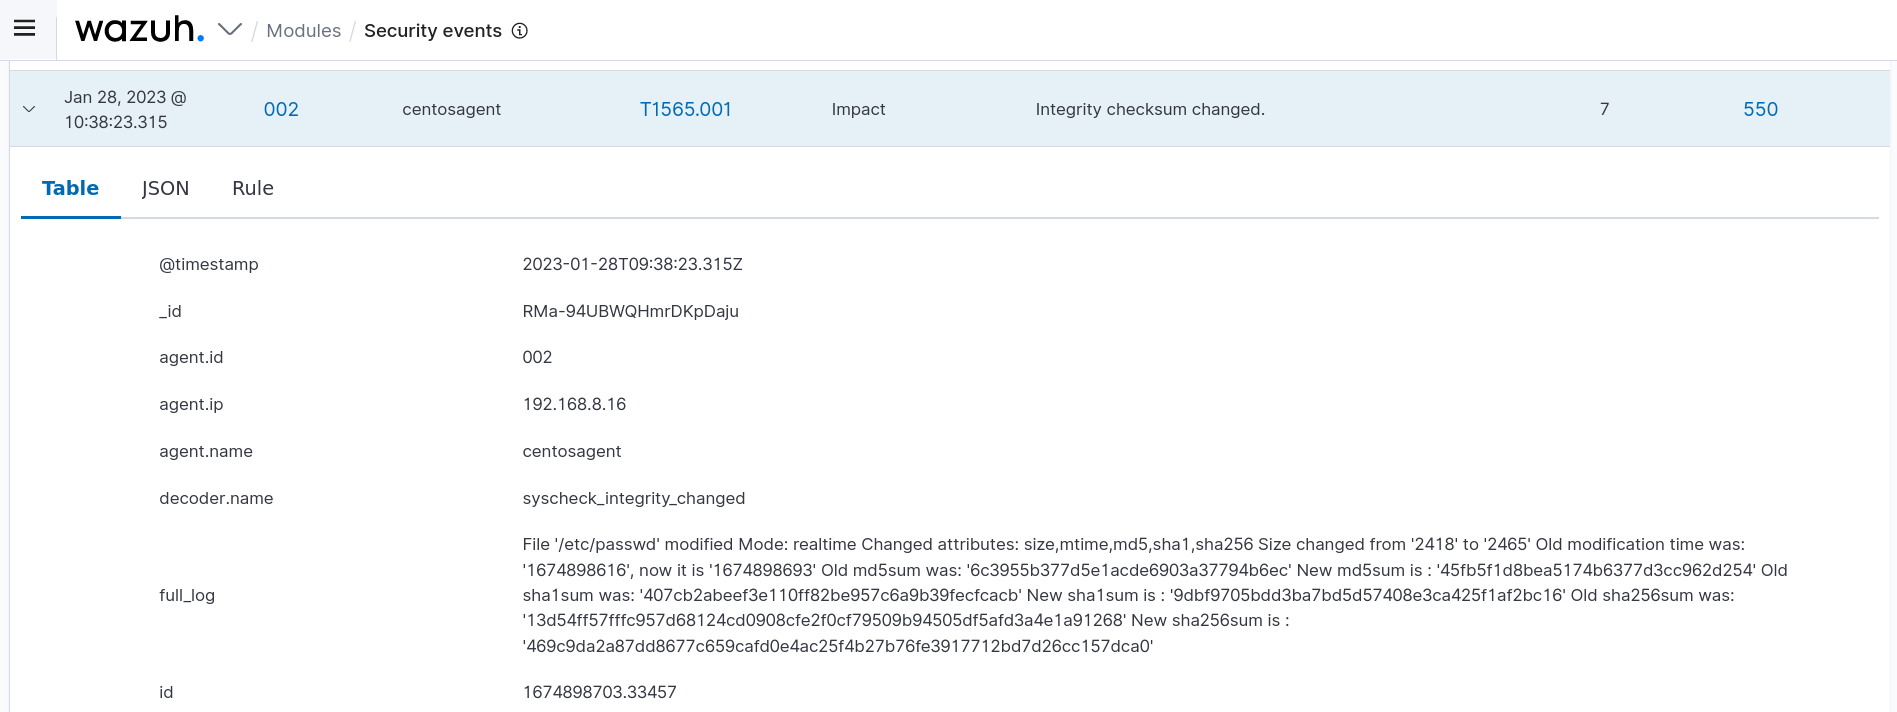 wazuh. / Modules / Security events
Jan 28, 2023 @
10:38:23.315
002 centosagent T1565.001 Impact Integrity checksum changed. 7 550
Table JSON Rule
@timestamp 2023-01-28T09:38:23.315Z
_id RMa-94UBWQHmrDKpDaju
agent.id 002
agent.ip 192.168.8.16
agent.name centosagent
decoder.name syscheck_integrity_changed
full_log
File '/etc/passwd' modified Mode: realtime Changed attributes: size,mtime,md5,sha1,sha256 Size changed from '2418' to '2465' Old modification time was:
'1674898616', now it is '1674898693' Old md5sum was: '6c3955b377d5e1acde6903a37794b6ec' New md5sum is : '45fb5f1d8bea5174b6377d3cc962d254' Old
sha1sum was: '407cb2abeef3e110ff82be957c6a9b39fecfcacb' New sha1sum is : '9dbf9705bdd3ba7bd5d57408e3ca425f1af2bc16' Old sha256sum was:
'13d54ff57fffc957d68124cd0908cfe2f0cf79509b94505df5afd3a4e1a91268' New sha256sum is :
'469c9da2a87dd8677c659cafd0e4ac25f4b27b76fe3917712bd7d26cc157dca0'
id 1674898703.33457